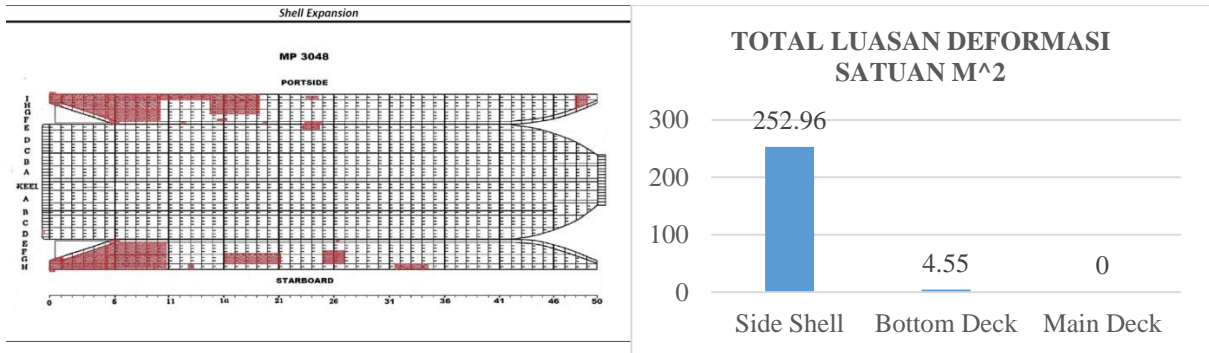 Shell Expansion
MP 3048
PORTSIDE
I
H
G
F
E
D
C
B
A
KEEL
A
B
C
D
E
F
G
H
STARBOARD
0 6 11 16 21 26 31 36 41 46 50
TOTAL LUASAN DEFORMASI
SATUAN M^2
300
200
100
0
252.96
4.55
0
Side Shell Bottom Deck Main Deck